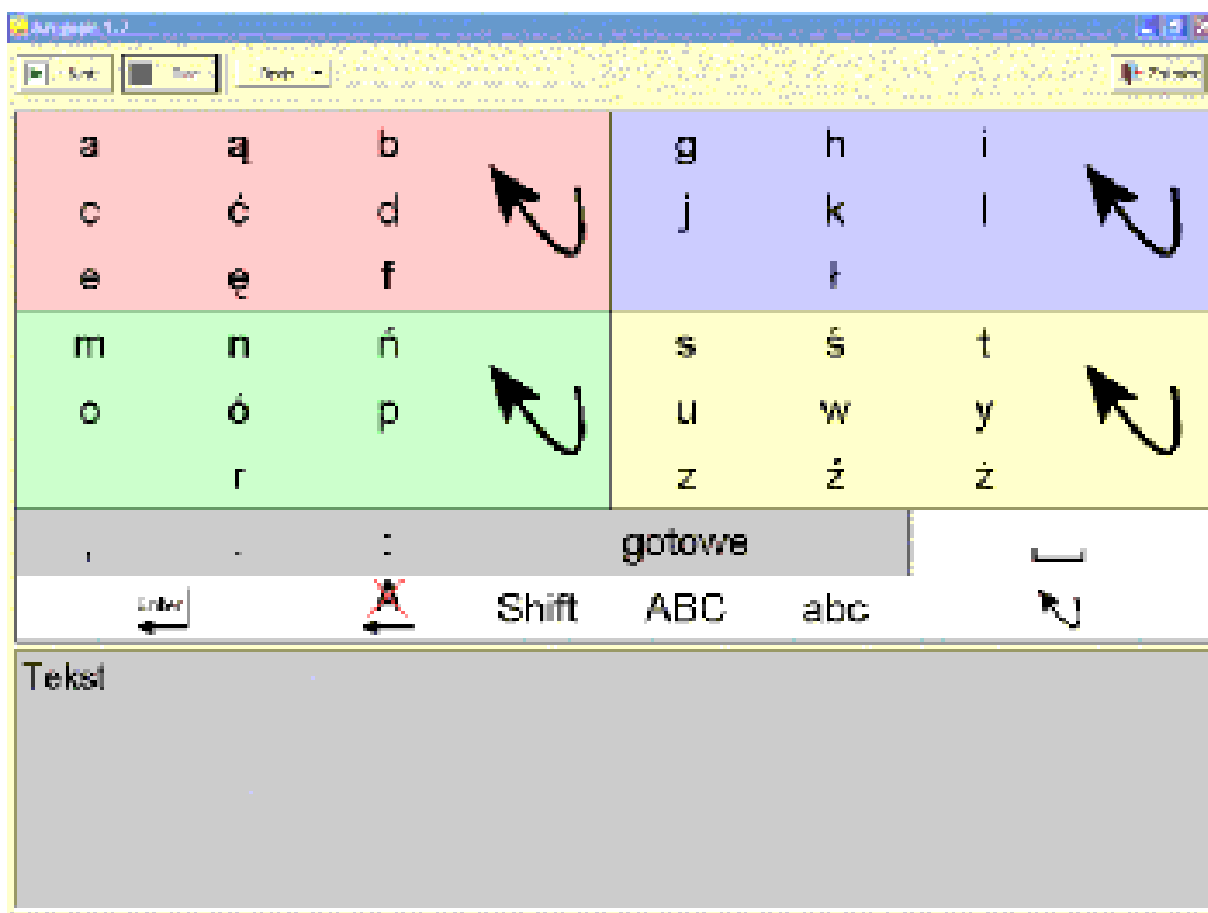 a ą b g h i
c ć d j k l
e ę f ł
m n ń s ś t
o ó p u w y
r z ź ż
, . : gotowe
Enter A Shift ABC abc
Tekst